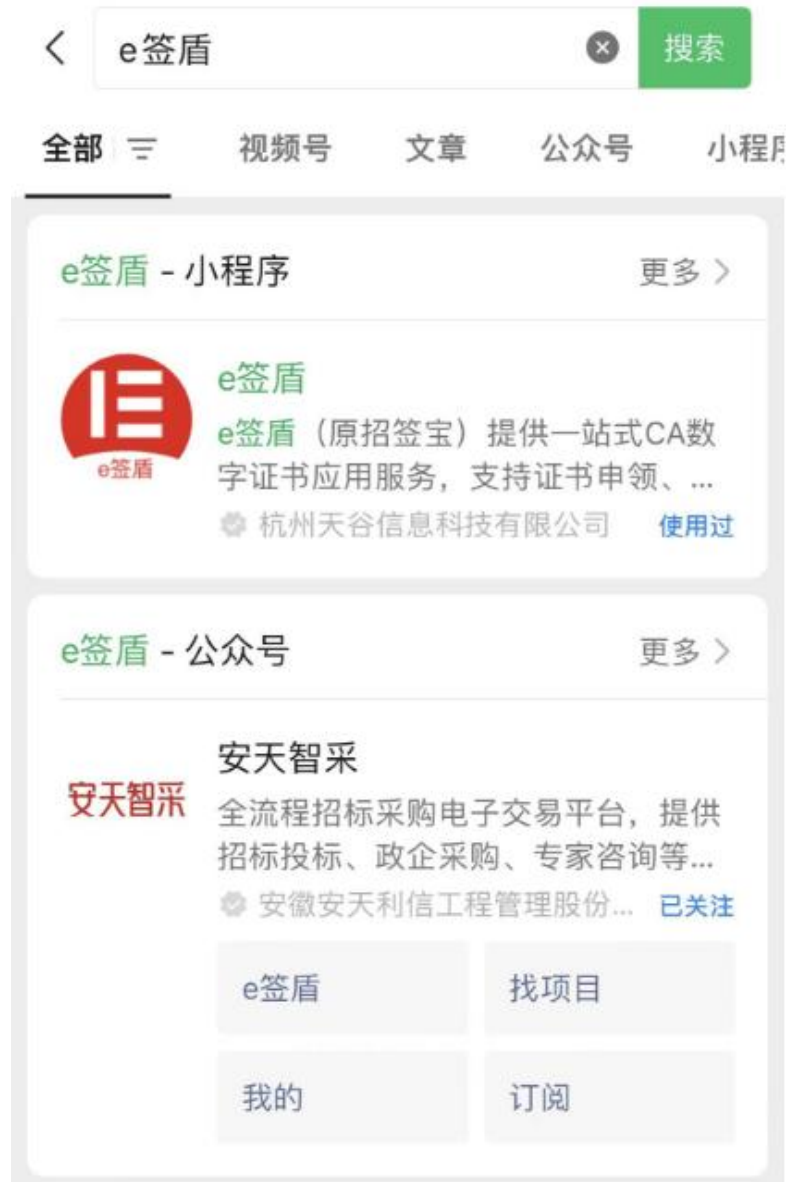 e签盾
搜索
全部
视频号
文章
公众号
小程序
e签盾 - 小程序
更多
e签盾
e签盾
e签盾（原招签宝）提供一站式CA数
字证书应用服务，支持证书申领、...
杭州天谷信息科技有限公司
使用过
e签盾 - 公众号
更多
安天智采
安天智采
全流程招标采购电子交易平台，提供
招标投标、政企采购、专家咨询等...
安徽安天利信工程管理股份...
已关注
e签盾
找项目
我的
订阅